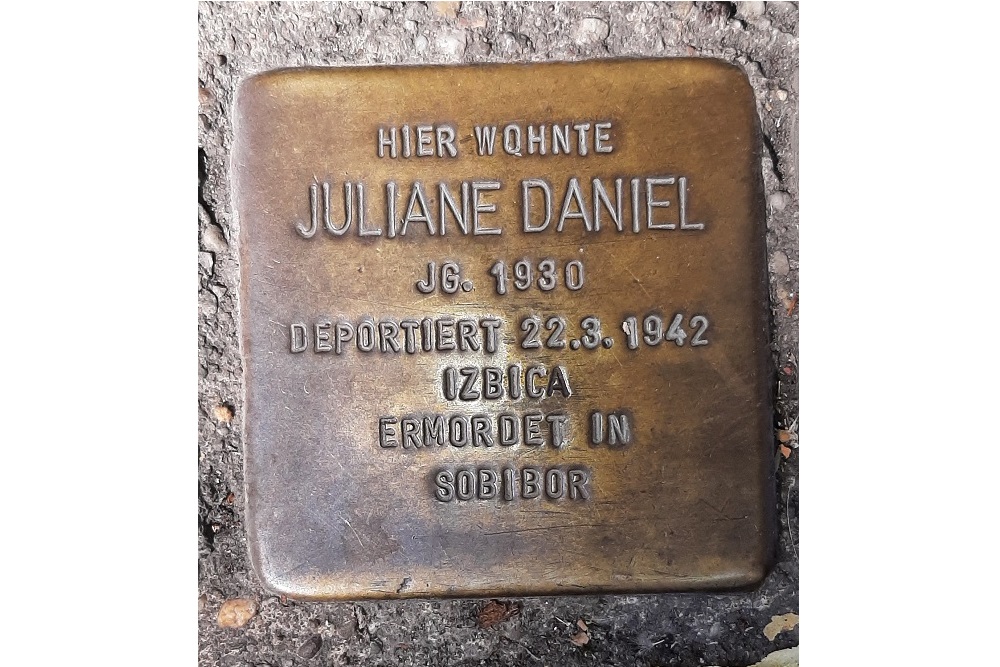 HIER WOHNTE
JULIANE DANIEL
JG. 1930
DEPORTIERT 22.3.1942
IZBICA
ERMORDET IN
SOBIBOR